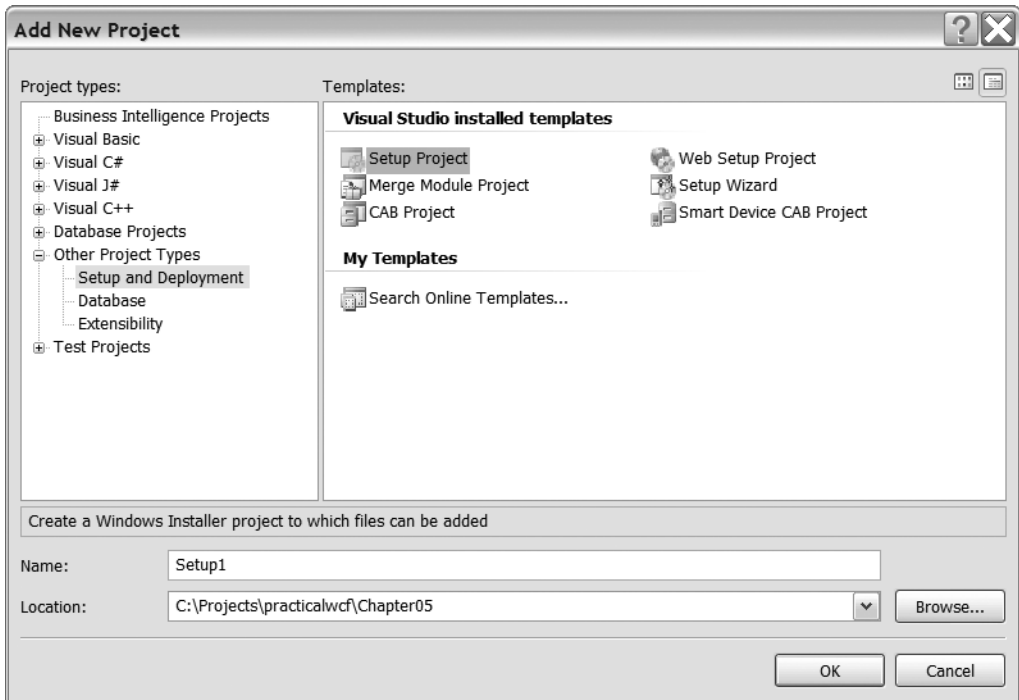 Add New Project
Project types:
Templates:
Business Intelligence Projects
Visual Basic
Visual C#
Visual J#
Visual C++
Database Projects
Other Project Types
Setup and Deployment
Database
Extensibility
Test Projects
Visual Studio installed templates
Setup Project
Web Setup Project
Merge Module Project
Setup Wizard
CAB Project
Smart Device CAB Project
My Templates
Search Online Templates...
Create a Windows Installer project to which files can be added
Name:
Setup1
Location:
C:\Projects\practicalwcf\Chapter05
Browse...
OK
Cancel